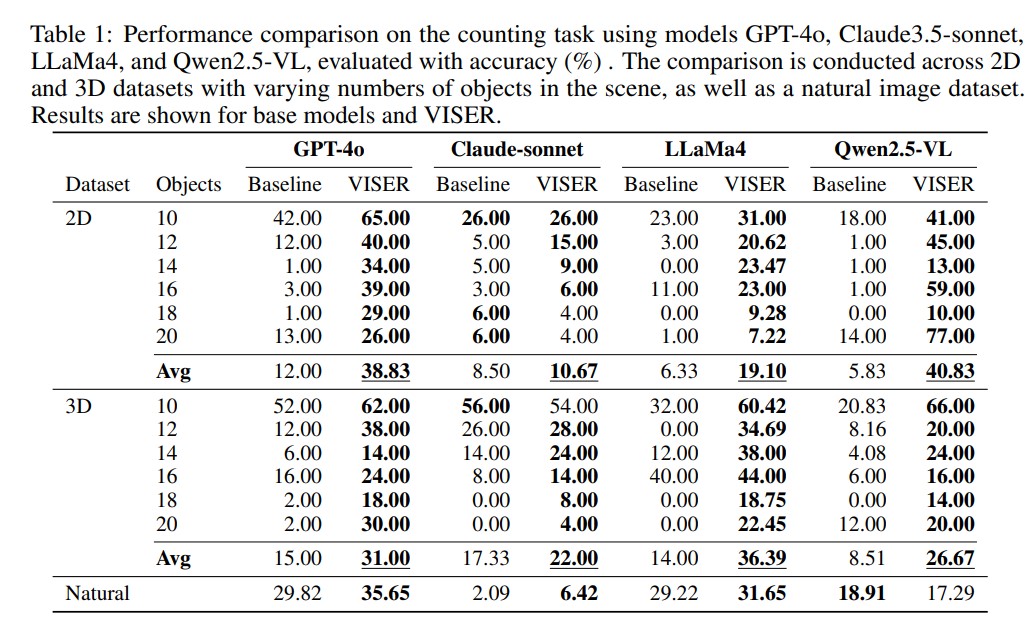 Table 1: Performance comparison on the counting task using models GPT-4o, Claude3.5-sonnet,
LLaMa4, and Qwen2.5-VL, evaluated with accuracy (%) . The comparison is conducted across 2D
and 3D datasets with varying numbers of objects in the scene, as well as a natural image dataset.
Results are shown for base models and VISER.
GPT-4o Claude-sonnet LLaMa4 Qwen2.5-VL
Dataset Objects Baseline VISER Baseline VISER Baseline VISER Baseline VISER
2D 10 42.00 65.00 26.00 26.00 23.00 31.00 18.00 41.00
12 12.00 40.00 5.00 15.00 3.00 20.62 1.00 45.00
14 1.00 34.00 5.00 9.00 0.00 23.47 1.00 13.00
16 3.00 39.00 3.00 6.00 11.00 23.00 1.00 59.00
18 1.00 29.00 6.00 4.00 0.00 9.28 0.00 10.00
20 13.00 26.00 6.00 4.00 1.00 7.22 14.00 77.00
Avg 12.00 38.83 8.50 10.67 6.33 19.10 5.83 40.83
3D 10 52.00 62.00 56.00 54.00 32.00 60.42 20.83 66.00
12 12.00 38.00 26.00 28.00 0.00 34.69 8.16 20.00
14 6.00 14.00 14.00 24.00 12.00 38.00 4.08 24.00
16 16.00 24.00 8.00 14.00 40.00 44.00 6.00 16.00
18 2.00 18.00 0.00 8.00 0.00 18.75 0.00 14.00
20 2.00 30.00 0.00 4.00 0.00 22.45 12.00 20.00
Avg 15.00 31.00 17.33 22.00 14.00 36.39 8.51 26.67
Natural 29.82 35.65 2.09 6.42 29.22 31.65 18.91 17.29